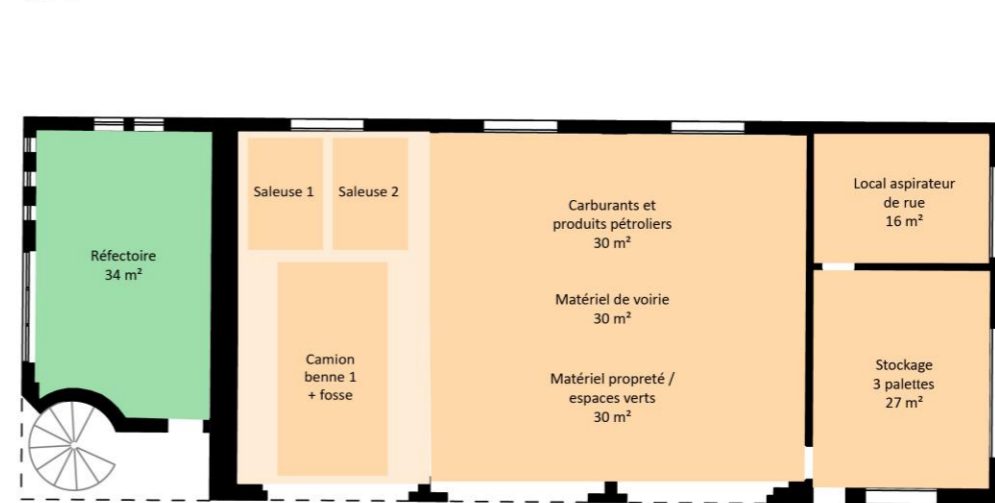 Réfectoire
34 m²
Saleuse 1
Saleuse 2
Camion
benne 1
+ fosse
Carburants et
produits pétroliers
30 m²
Matériel de voirie
30 m²
Matériel propreté /
espaces verts
30 m²
Local aspirateur
de rue
16 m²
Stockage
3 palettes
27 m²